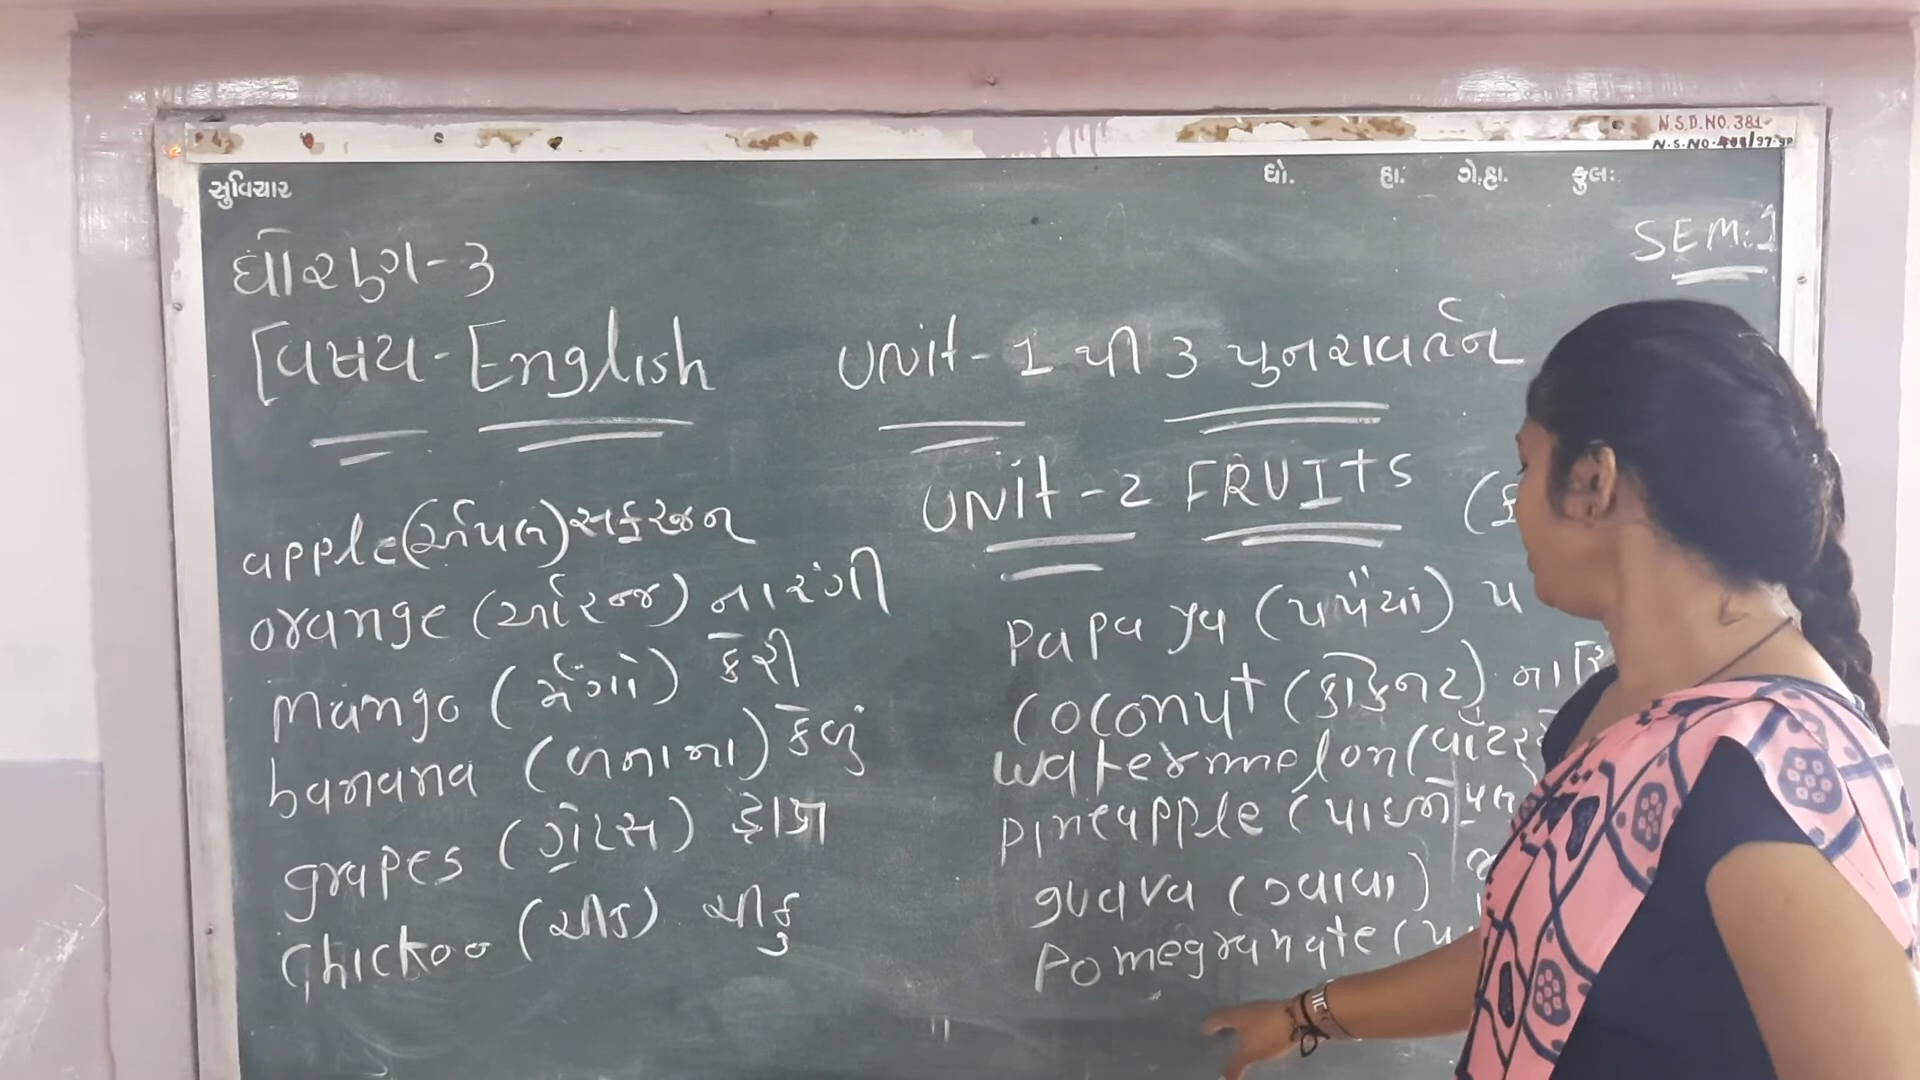 N.S.D.NO.381
સુવિચાર ધો. હા. ગે.હા. કુલ:
SEM:1
ધોરણ-૩
વિષય-English Unit-1 થી 3 પુનરાવર્તન
UNit-2 FRUIts
apple(એપલ)સફરજન
orange (ઓરેન્જ) નારંગી
mango (મેંગો) કેરી
banana (બનાના) કેળું
grapes (ગ્રેપ્સ) દ્રાક્ષ
Chickoo (ચીકુ) ચીકુ
Papaya (પપૈયા)
Coconut (કોકોનટ)
watermelon
pineapple
guava (ગ્વાવા)
Pomegranate